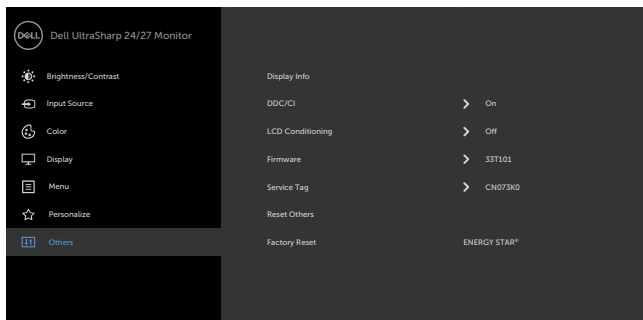 DELL Dell UltraSharp 24/27 Monitor
Brightness/Contrast
Input Source
Color
Display
Menu
Personalize
Others
Display Info
DDC/CI On
LCD Conditioning Off
Firmware 33T101
Service Tag CN073K0
Reset Others
Factory Reset ENERGY STAR®